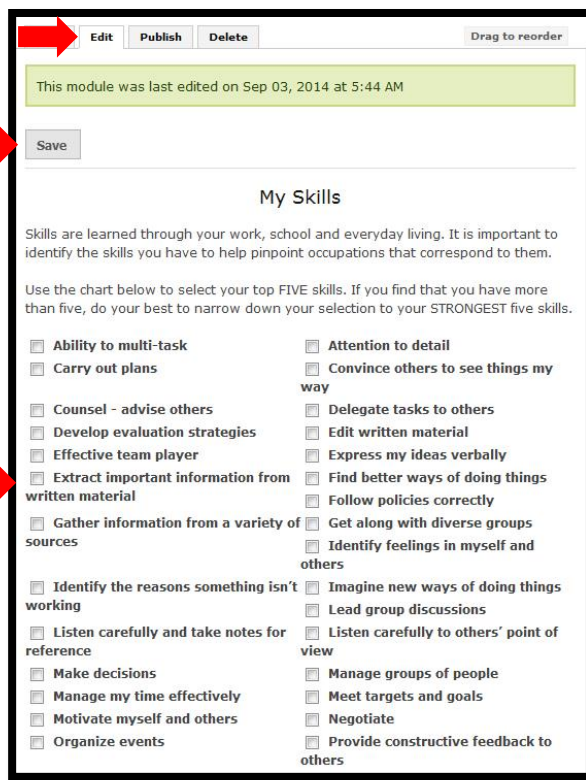 Edit Publish Delete Drag to reorder
This module was last edited on Sep 03, 2014 at 5:44 AM
Save
My Skills
Skills are learned through your work, school and everyday living. It is important to
identify the skills you have to help pinpoint occupations that correspond to them.
Use the chart below to select your top FIVE skills. If you find that you have more
than five, do your best to narrow down your selection to your STRONGEST five skills.
Ability to multi-task
Attention to detail
Carry out plans
Convince others to see things my
way
Counsel - advise others
Delegate tasks to others
Develop evaluation strategies
Edit written material
Effective team player
Express my ideas verbally
Extract important information from
written material
Find better ways of doing things
Follow policies correctly
Gather information from a variety of
sources
Get along with diverse groups
Identify feelings in myself and
others
Identify the reasons something isn't
working
Imagine new ways of doing things
Lead group discussions
Listen carefully and take notes for
reference
Listen carefully to others' point of
view
Make decisions
Manage groups of people
Manage my time effectively
Meet targets and goals
Motivate myself and others
Negotiate
Organize events
Provide constructive feedback to
others